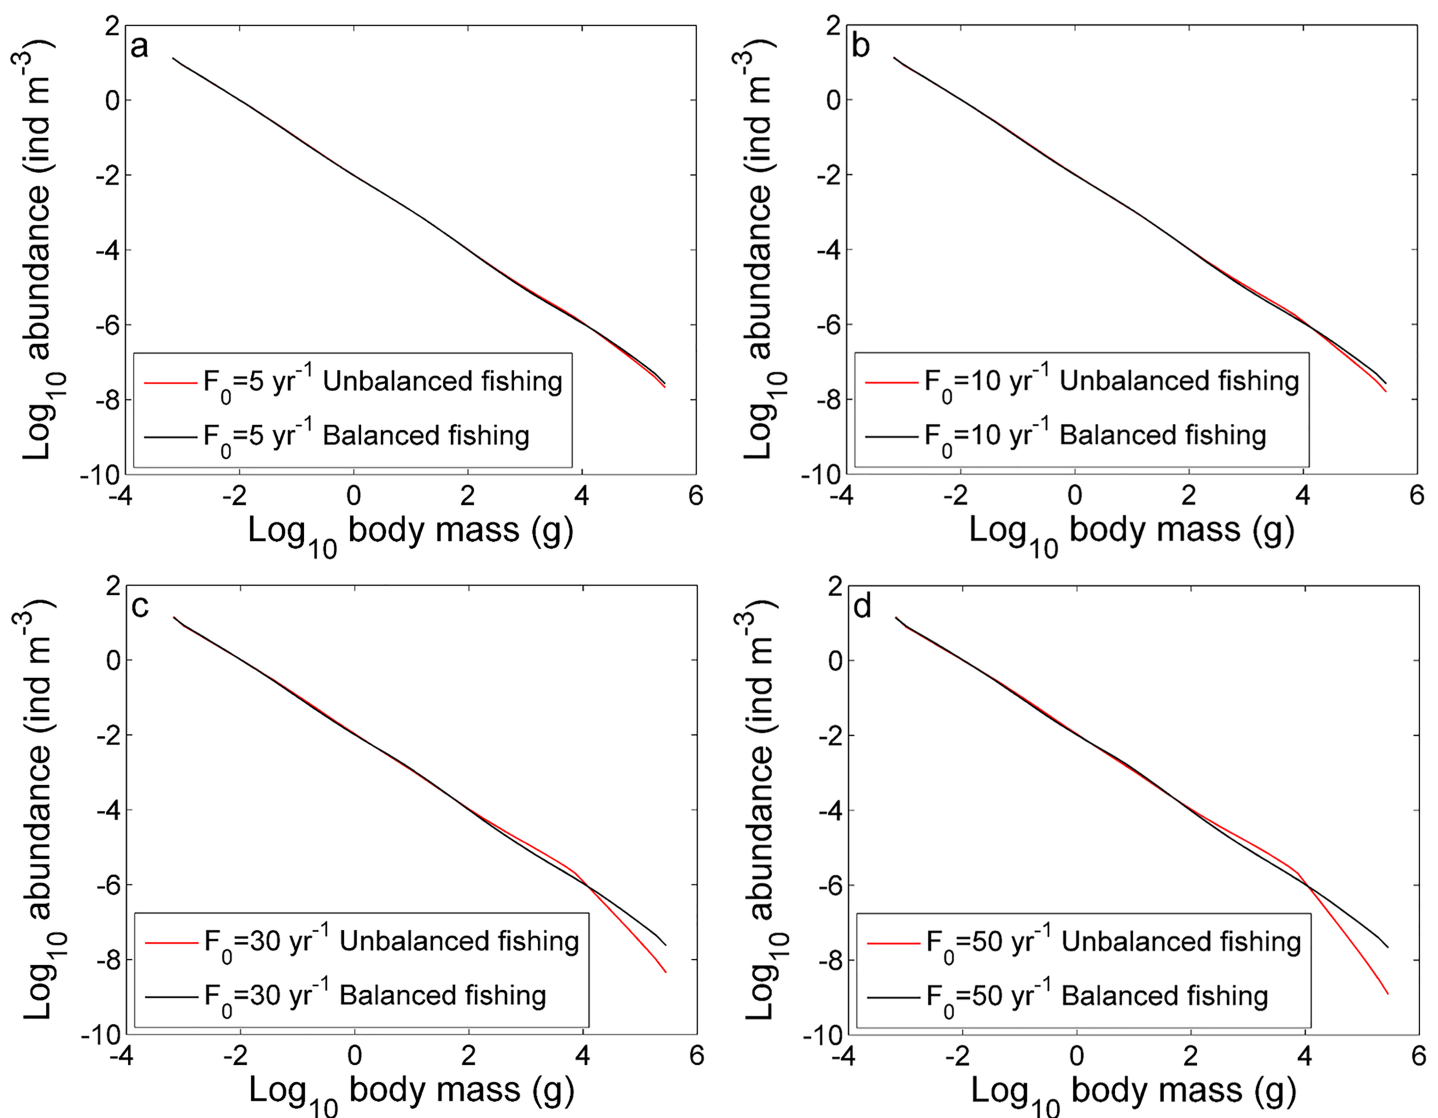 a
2
0
-2
-4
-6
-8
-10
Log10 abundance (ind m-3)
F0=5 yr-1 Unbalanced fishing
F0=5 yr-1 Balanced fishing
-4 -2 0 2 4 6
Log10 body mass (g)
b
2
0
-2
-4
-6
-8
-10
Log10 abundance (ind m-3)
F0=10 yr-1 Unbalanced fishing
F0=10 yr-1 Balanced fishing
-4 -2 0 2 4 6
Log10 body mass (g)
c
2
0
-2
-4
-6
-8
-10
Log10 abundance (ind m-3)
F0=30 yr-1 Unbalanced fishing
F0=30 yr-1 Balanced fishing
-4 -2 0 2 4 6
Log10 body mass (g)
d
2
0
-2
-4
-6
-8
-10
Log10 abundance (ind m-3)
F0=50 yr-1 Unbalanced fishing
F0=50 yr-1 Balanced fishing
-4 -2 0 2 4 6
Log10 body mass (g)